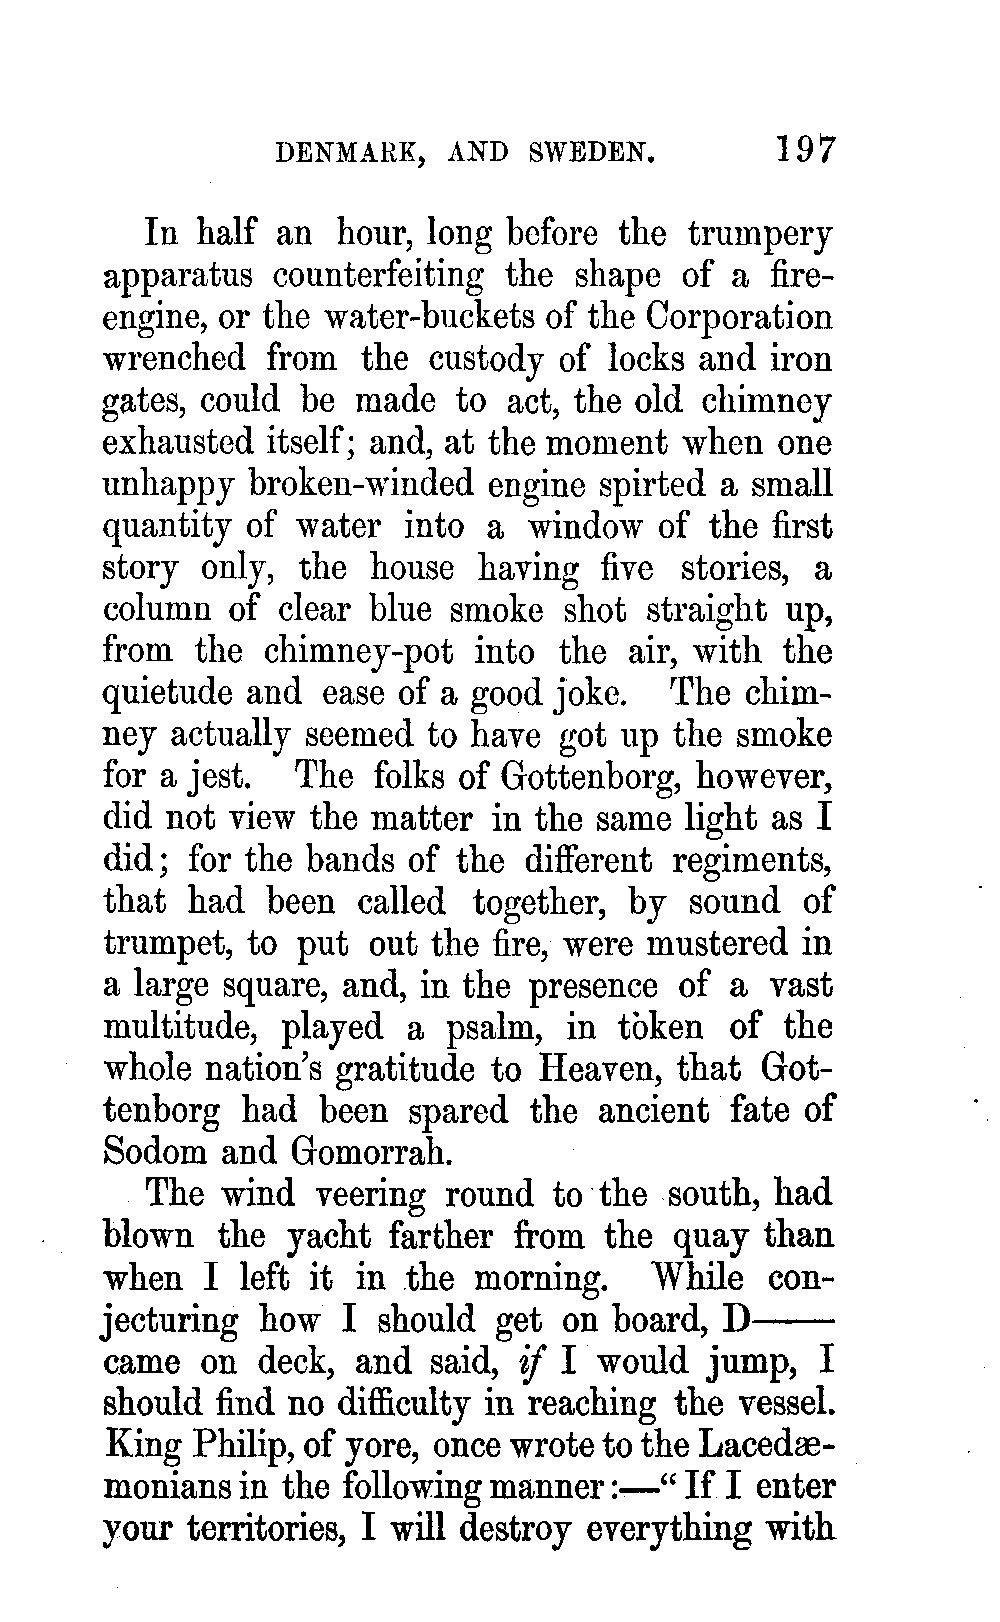 DENMARK, AND SWEDEN. 197
In half an hour, long before the trumpery
apparatus counterfeiting the shape of a fire-
engine, or the water-buckets of the Corporation
wrenched from the custody of locks and iron
gates, could be made to act, the old chimney
exhausted itself; and, at the moment when one
unhappy broken-winded engine spirted a small
quantity of water into a window of the first
story only, the house having five stories, a
column of clear blue smoke shot straight up,
from the chimney-pot into the air, with the
quietude and ease of a good joke. The chim-
ney actually seemed to have got up the smoke
for a jest. The folks of Gottenborg, however,
did not view the matter in the same light as I
did; for the bands of the different regiments,
that had been called together, by sound of
trumpet, to put out the fire, were mustered in
a large square, and, in the presence of a vast
multitude, played a psalm, in token of the
whole nation's gratitude to Heaven, that Got-
tenborg had been spared the ancient fate of
Sodom and Gomorrah.
The wind veering round to the south, had
blown the yacht farther from the quay than
when I left it in the morning. While con-
jecturing how I should get on board, D——
came on deck, and said, if I would jump, I
should find no difficulty in reaching the vessel.
King Philip, of yore, once wrote to the Lacedæ-
monians in the following manner:—“If I enter
your territories, I will destroy everything with